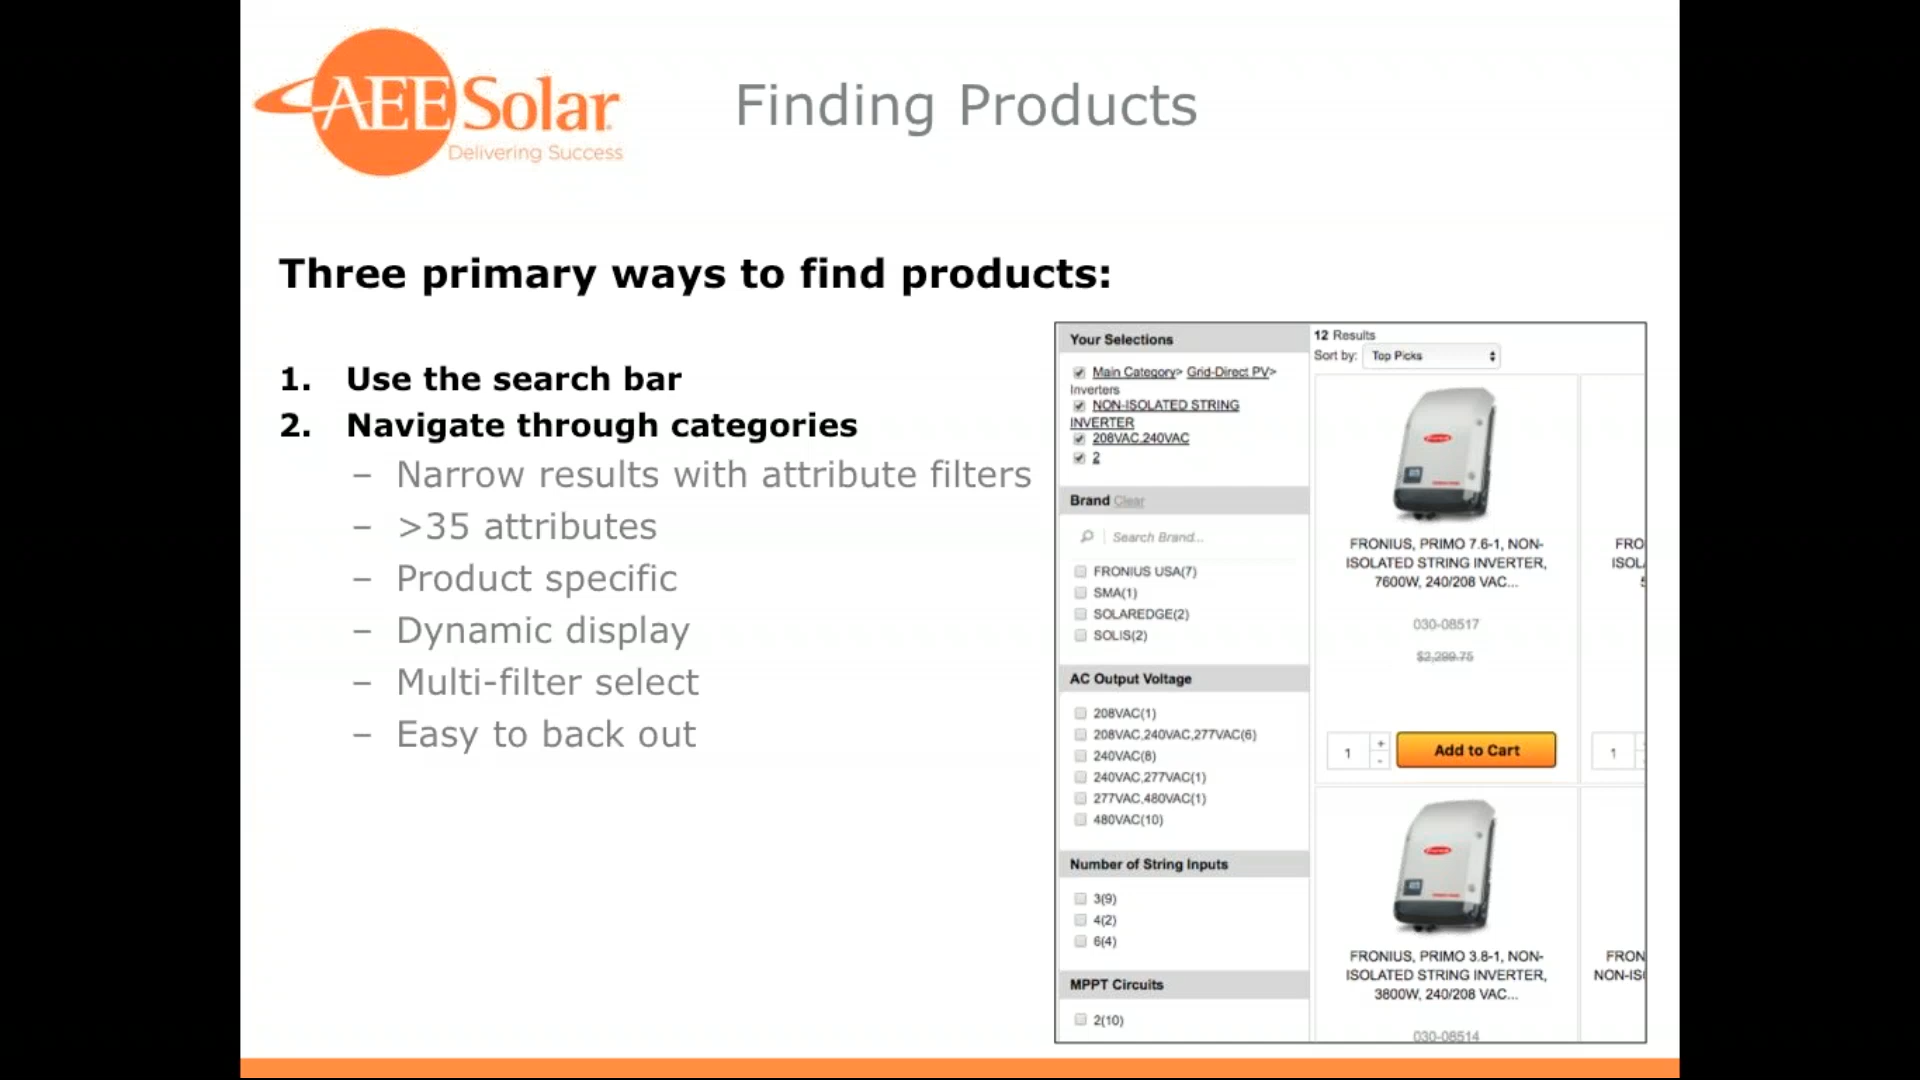 AEE Solar
Delivering Success
Finding Products
Three primary ways to find products:
1. Use the search bar
2. Navigate through categories
– Narrow results with attribute filters
– >35 attributes
– Product specific
– Dynamic display
– Multi-filter select
– Easy to back out
Your Selections
Main Category> Grid-Direct PV>
Inverters
NON-ISOLATED STRING
INVERTER
208VAC,240VAC
2
Brand Clear
Search Brand...
FRONIUS USA(7)
SMA(1)
SOLAREDGE(2)
SOLIS(2)
AC Output Voltage
208VAC(1)
208VAC,240VAC,277VAC(6)
240VAC(8)
240VAC,277VAC(1)
277VAC,480VAC(1)
480VAC(10)
Number of String Inputs
3(9)
4(2)
6(4)
MPPT Circuits
2(10)
12 Results
Sort by: Top Picks
FRONIUS, PRIMO 7.6-1, NON-
ISOLATED STRING INVERTER,
7600W, 240/208 VAC...
030-08517
$2,299.75
1 + - Add to Cart
FRO
ISOL
1
FRONIUS, PRIMO 3.8-1, NON-
ISOLATED STRING INVERTER,
3800W, 240/208 VAC...
030-08514
FRON
NON-IS